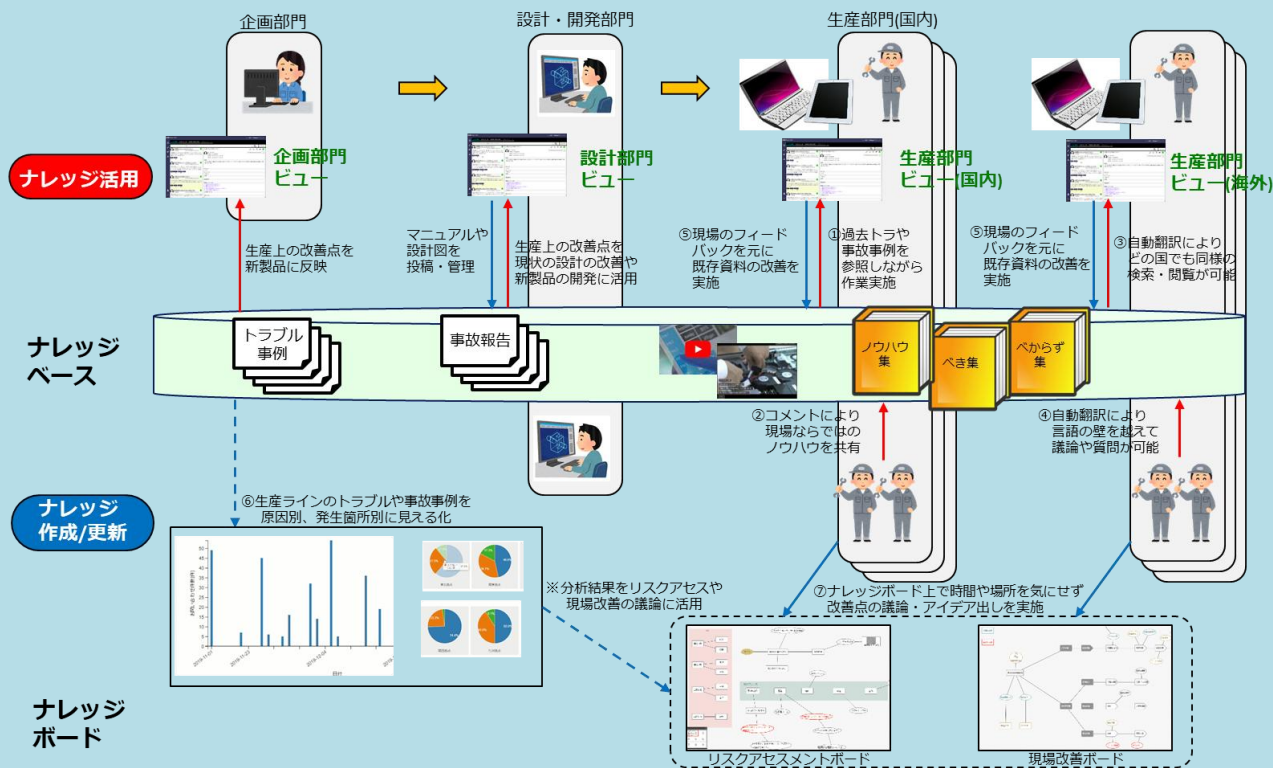 企画部門
設計・開発部門
生産部門(国内)
ナレッジ活用
企画部門
ビュー
設計部門
ビュー
生産部門
ビュー(国内)
生産部門
ビュー(海外)
生産上の改善点を
新製品に反映
マニュアルや
設計図を
投稿・管理
生産上の改善点を
現状の設計の改善や
新製品の開発に活用
⑤現場のフィード
バックを元に
既存資料の改善を
実施
①過去トラや
事故事例を
参照しながら
作業実施
⑤現場のフィード
バックを元に
既存資料の改善を
実施
③自動翻訳により
どの国でも同様の
検索・閲覧が可能
ナレッジ
ベース
トラブル
事例
事故報告
ノウハウ
集
べき集
べからず
集
②コメントにより
現場ならではの
ノウハウを共有
④自動翻訳により
言語の壁を越えて
議論や質問が可能
ナレッジ
作成/更新
⑥生産ラインのトラブルや事故事例を
原因別、発生箇所別に見える化
50
45
40
35
30
25
20
15
10
5
0
※分析結果をリスクアセスや
現場改善の議論に活用
⑦ナレッジボード上で時間や場所を気にせず
改善点の議論・アイデア出しを実施
ナレッジ
ボード
リスクアセスメントボード
現場改善ボード